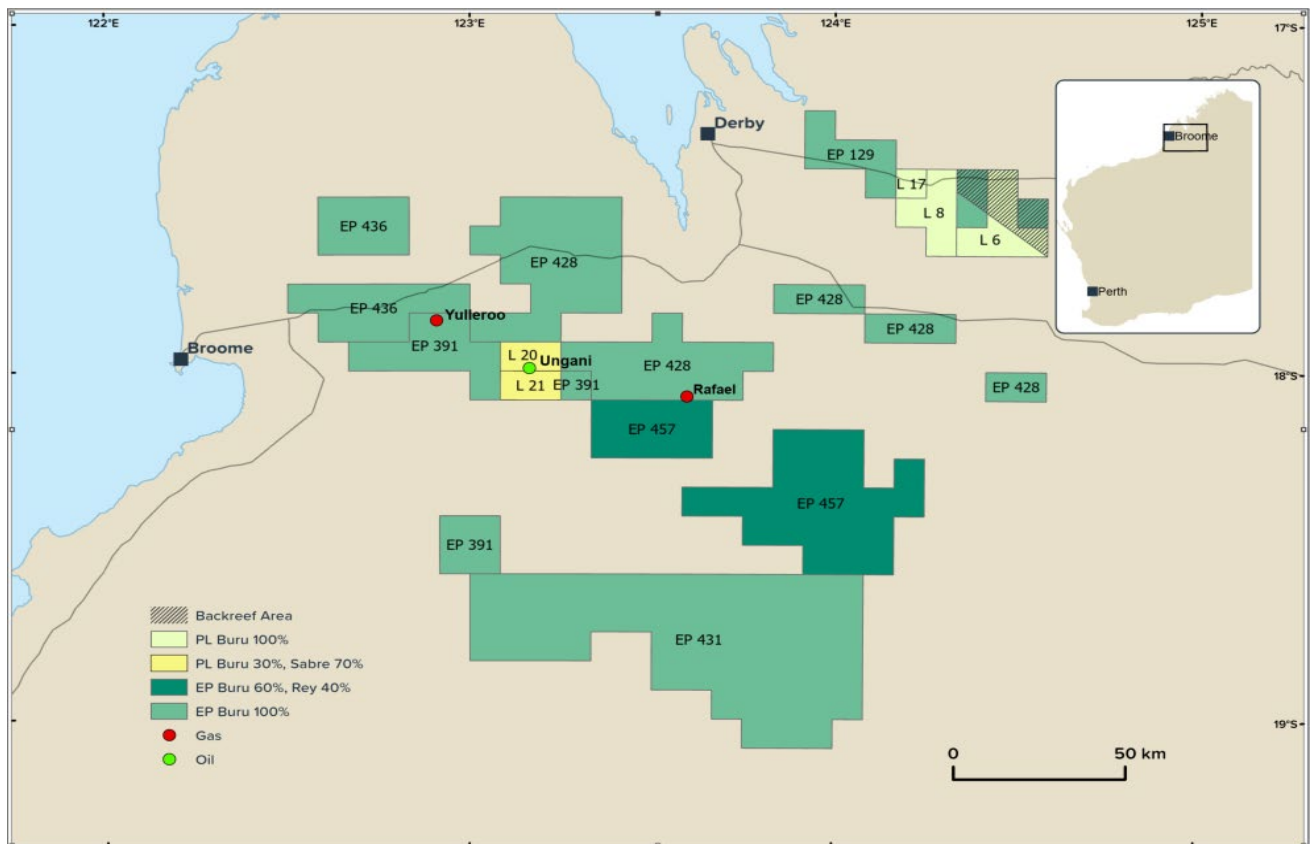 122°E
123°E
124°E
125°E
17°S
Derby
EP 129
L 17
L 8
L 6
Broome
Perth
EP 436
EP 428
EP 436
Yulleroo
EP 428
EP 428
Broome
EP 391
L 20
Ungani
EP 428
L 21
EP 391
Rafael
EP 428
18°S
EP 457
EP 457
EP 391
EP 431
Backreef Area
PL Buru 100%
PL Buru 30%, Sabre 70%
EP Buru 60%, Rey 40%
EP Buru 100%
Gas
Oil
19°S
0 50 km